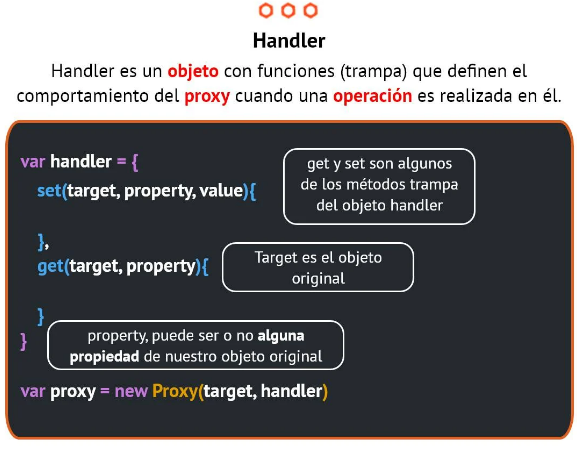 Handler
Handler es un objeto con funciones (trampa) que definen el
comportamiento del proxy cuando una operación es realizada en él.
var handler = {
set(target, property, value){
get y set son algunos
de los métodos trampa
del objeto handler
},
get(target, property){
Target es el objeto
original
}
}
property, puede ser o no alguna
propiedad de nuestro objeto original
var proxy = new Proxy(target, handler)